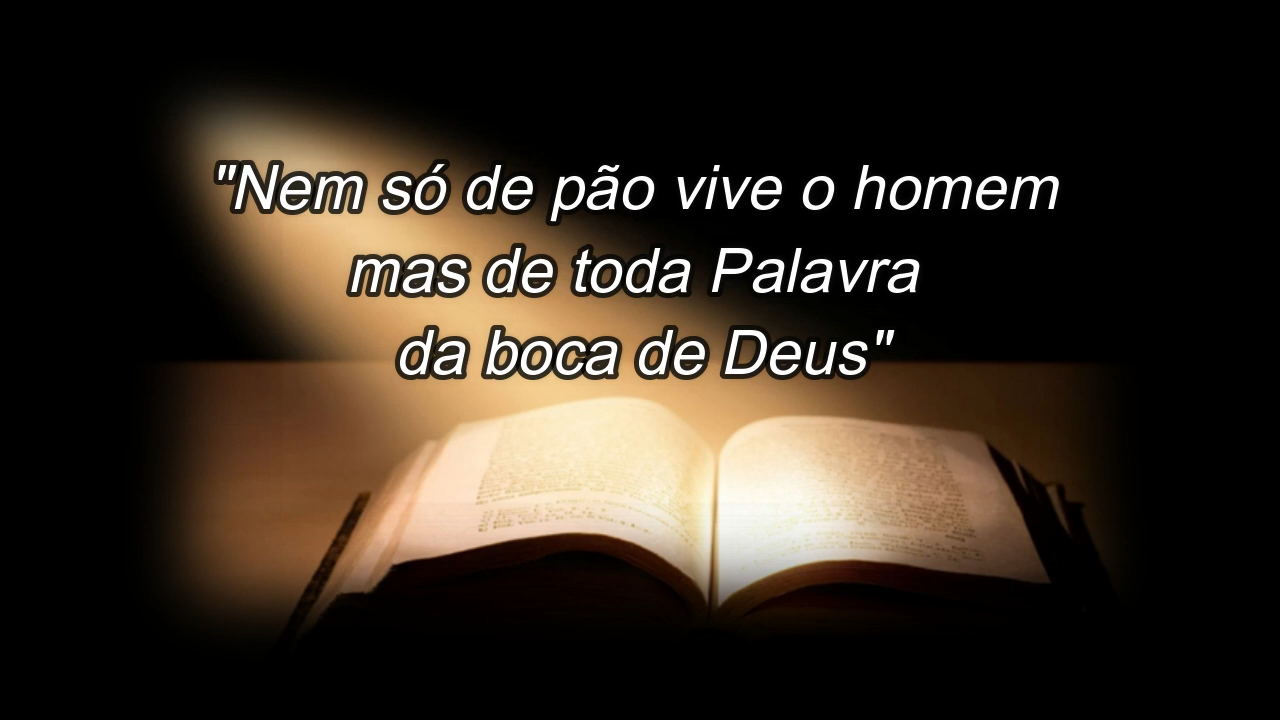 "Nem só de pão vive o homem
mas de toda Palavra
da boca de Deus"